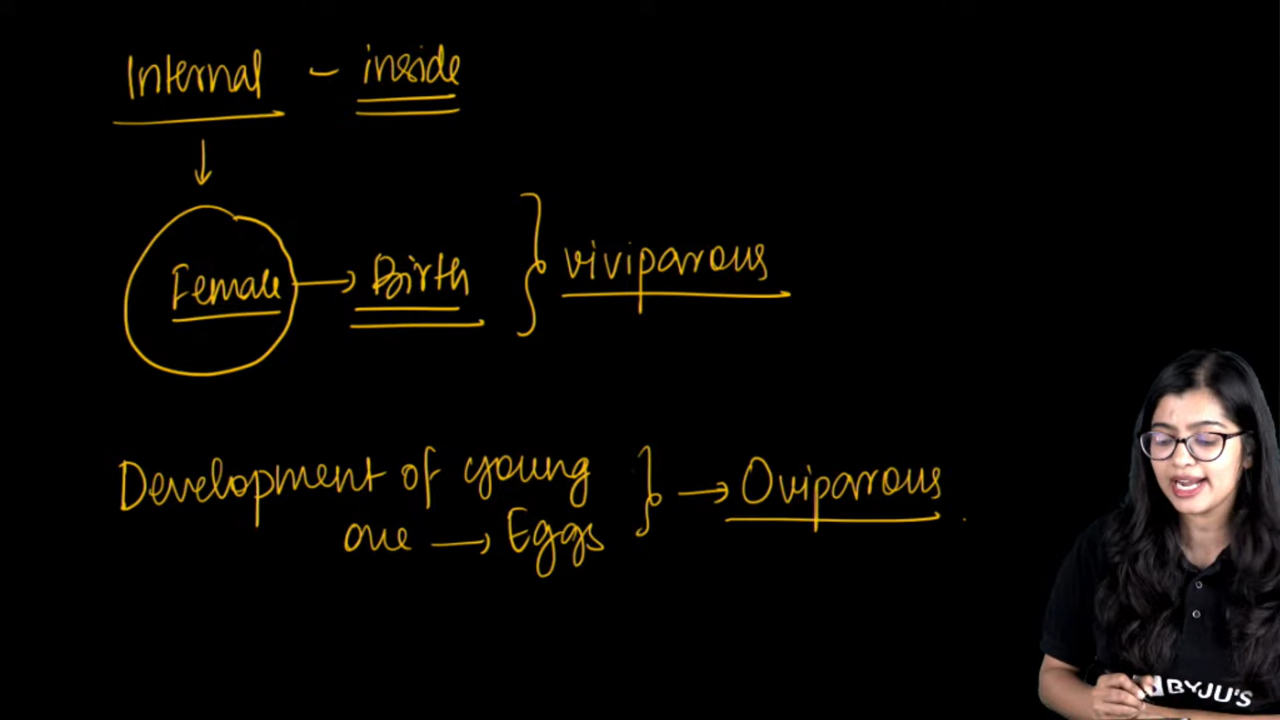 Internal - inside
↓
Female → Birth } viviparous
Development of young
one → Eggs } → Oviparous
BYJU'S